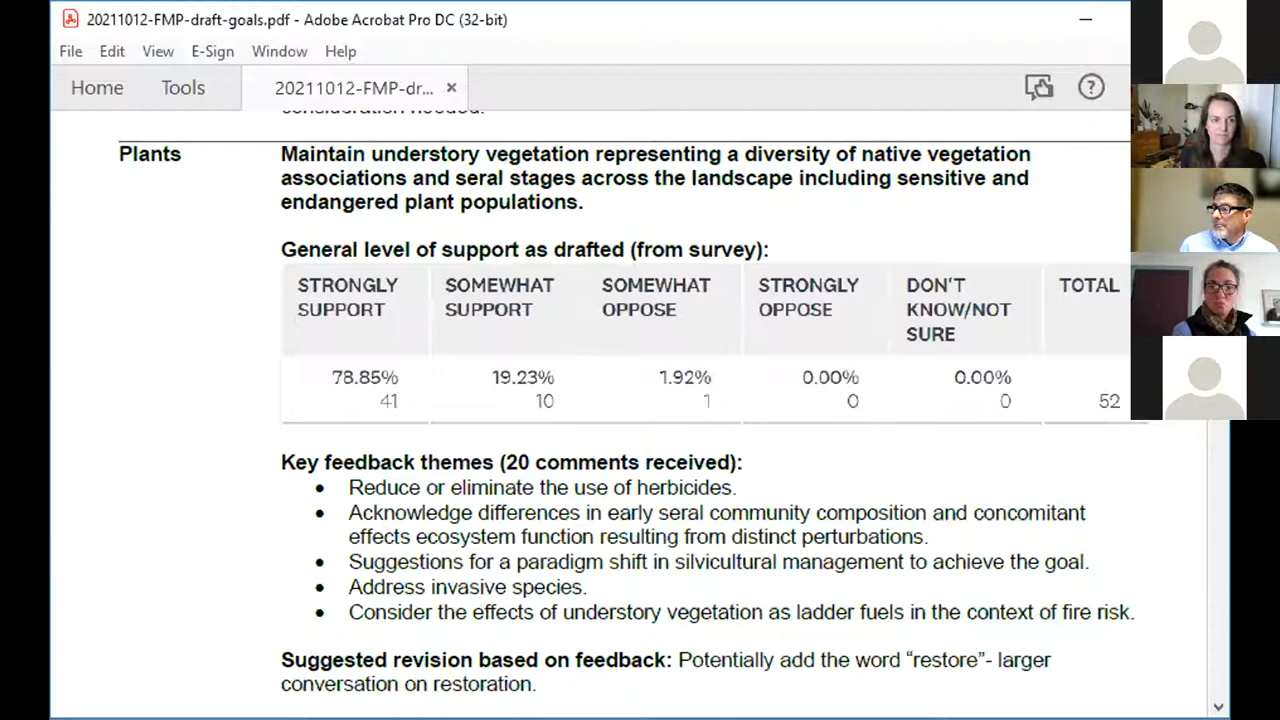 20211012-FMP-draft-goals.pdf - Adobe Acrobat Pro DC (32-bit)
File Edit View E-Sign Window Help
Home Tools 20211012-FMP-dr... ×
consideration needed.
Plants
Maintain understory vegetation representing a diversity of native vegetation
associations and seral stages across the landscape including sensitive and
endangered plant populations.
General level of support as drafted (from survey):
STRONGLY SUPPORT SOMEWHAT SUPPORT SOMEWHAT OPPOSE STRONGLY OPPOSE DON'T KNOW/NOT SURE TOTAL
78.85% 19.23% 1.92% 0.00% 0.00%
41 10 1 0 0 52
Key feedback themes (20 comments received):
• Reduce or eliminate the use of herbicides.
• Acknowledge differences in early seral community composition and concomitant
effects ecosystem function resulting from distinct perturbations.
• Suggestions for a paradigm shift in silvicultural management to achieve the goal.
• Address invasive species.
• Consider the effects of understory vegetation as ladder fuels in the context of fire risk.
Suggested revision based on feedback: Potentially add the word “restore”- larger
conversation on restoration.